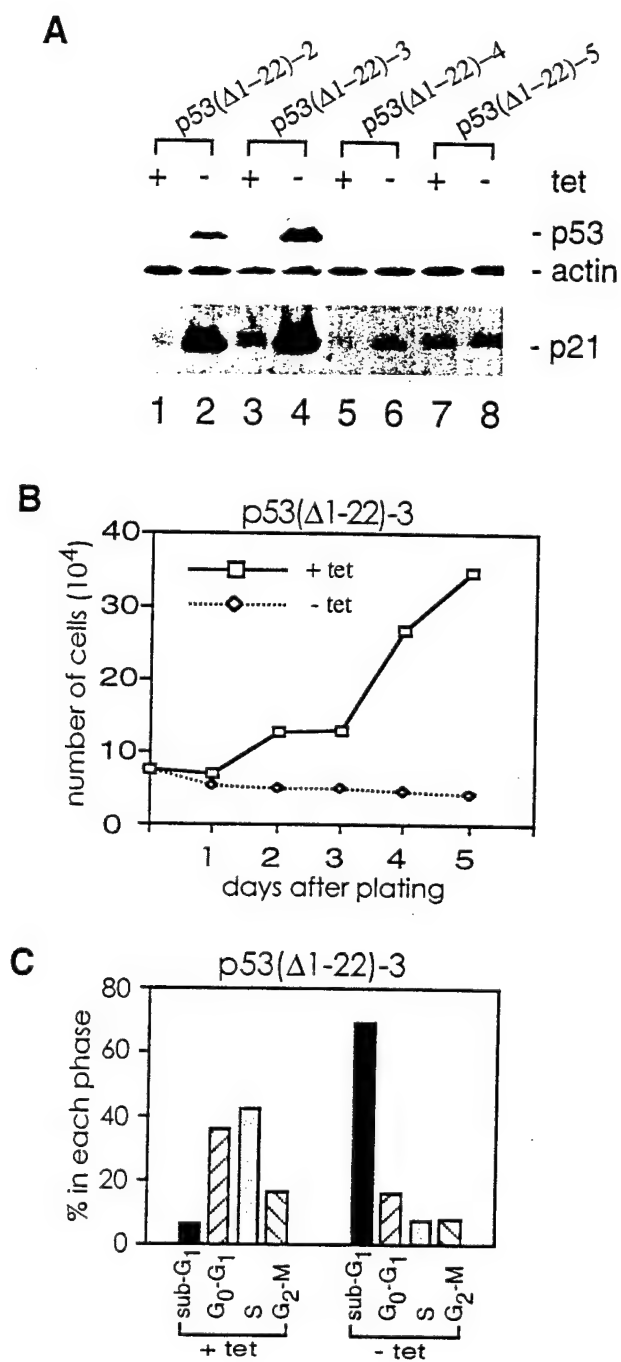 A
p53(Δ1–22)–2
p53(Δ1–22)–3
p53(Δ1–22)–4
p53(Δ1–22)–5
+ - + - + - + - tet
- p53
- actin
- p21
1 2 3 4 5 6 7 8
B
p53(Δ1-22)-3
40
30
20
10
0
number of cells (10⁴)
+ tet
- tet
1 2 3 4 5
days after plating
C
p53(Δ1-22)-3
80
60
40
20
0
% in each phase
sub-G₁
G₀-G₁
S
G₂-M
sub-G₁
G₀-G₁
S
G₂-M
+ tet
- tet